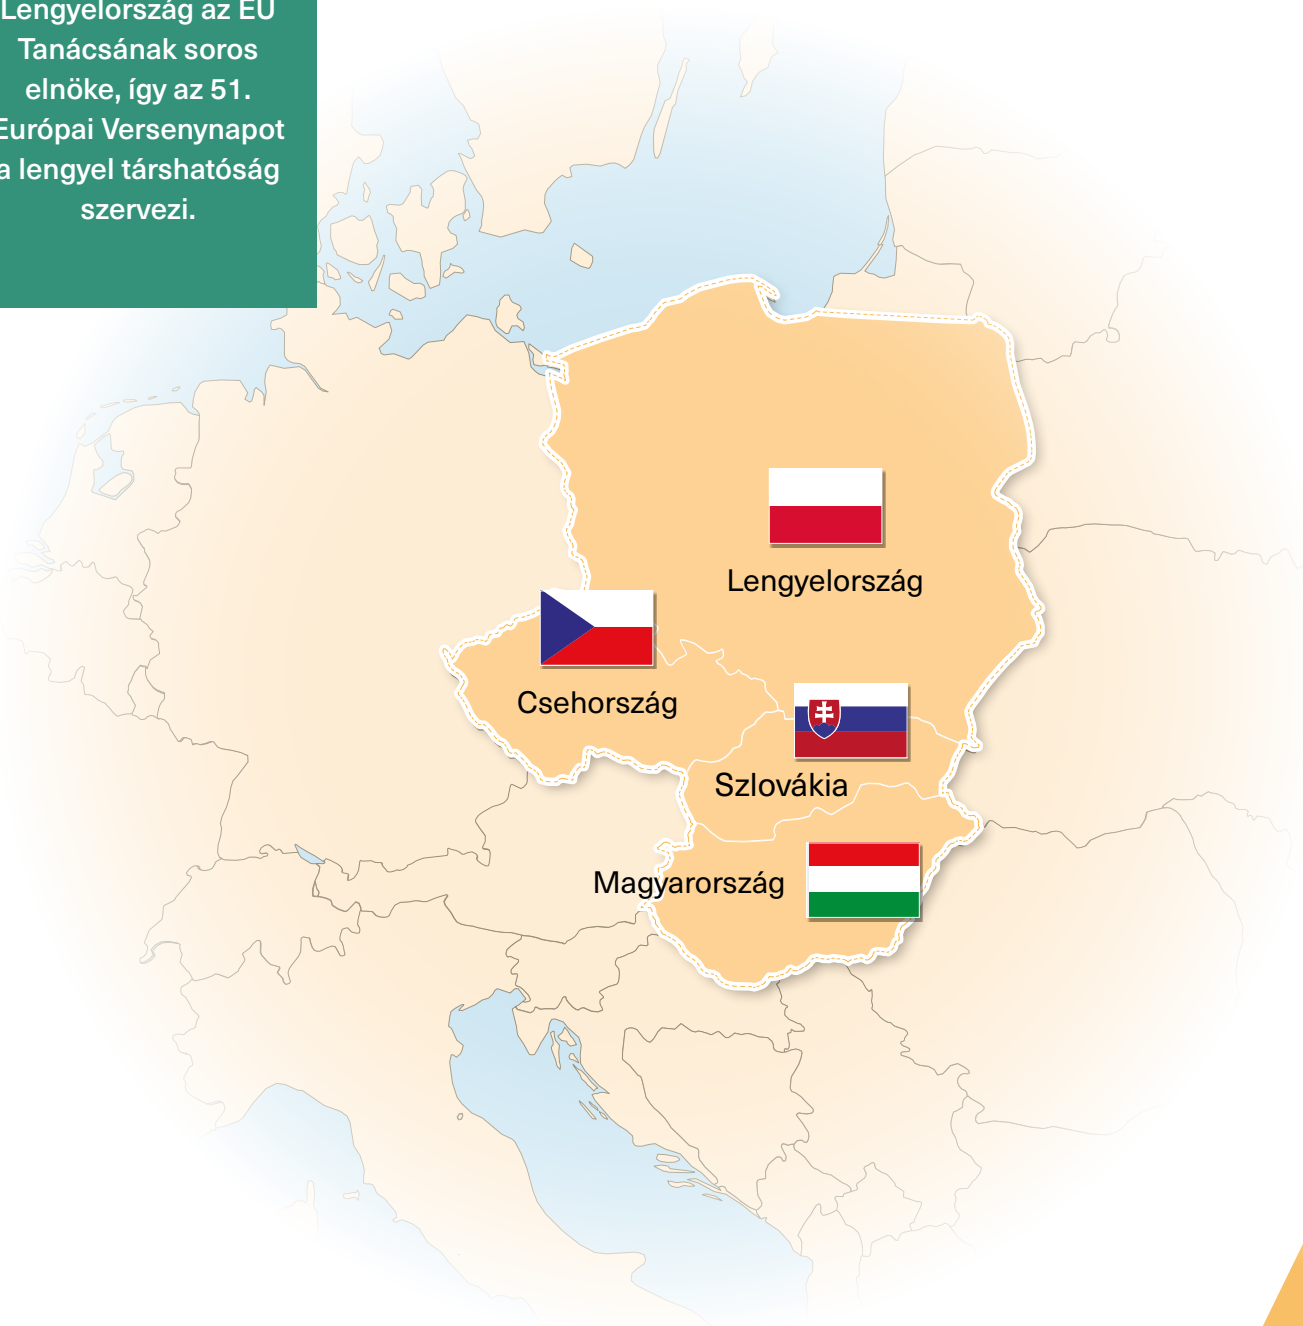 Lengyelország az EU
Tanácsának soros
elnöke, így az 51.
Európai Versenynapot
a lengyel társhatóság
szervezi.
Lengyelország
Csehország
Szlovákia
Magyarország